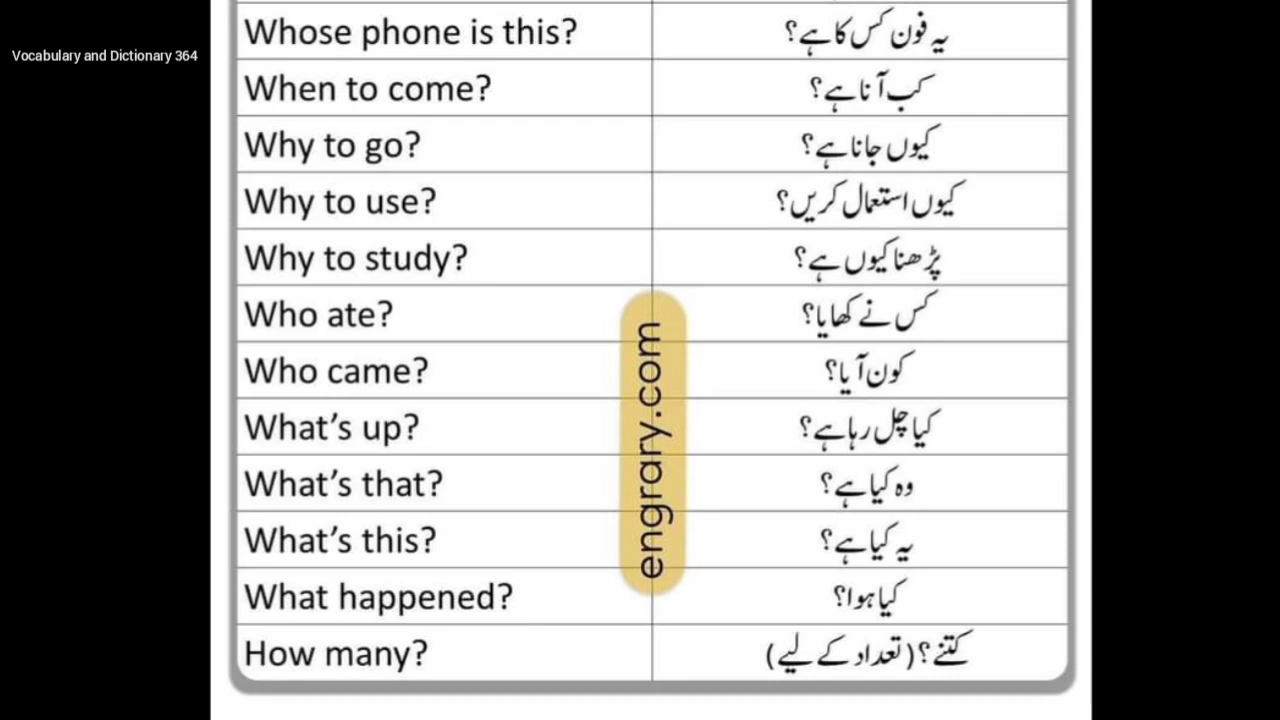 Vocabulary and Dictionary 364
Whose phone is this? یہ فون کس کا ہے؟
When to come? کب آنا ہے؟
Why to go? کیوں جانا ہے؟
Why to use? کیوں استعمال کریں؟
Why to study? پڑھنا کیوں ہے؟
Who ate? کس نے کھایا؟
Who came? کون آیا؟
What's up? کیا چل رہا ہے؟
What's that? وہ کیا ہے؟
What's this? یہ کیا ہے؟
What happened? کیا ہوا؟
How many? کتنے؟ (تعداد کے لیے)
engrary.com